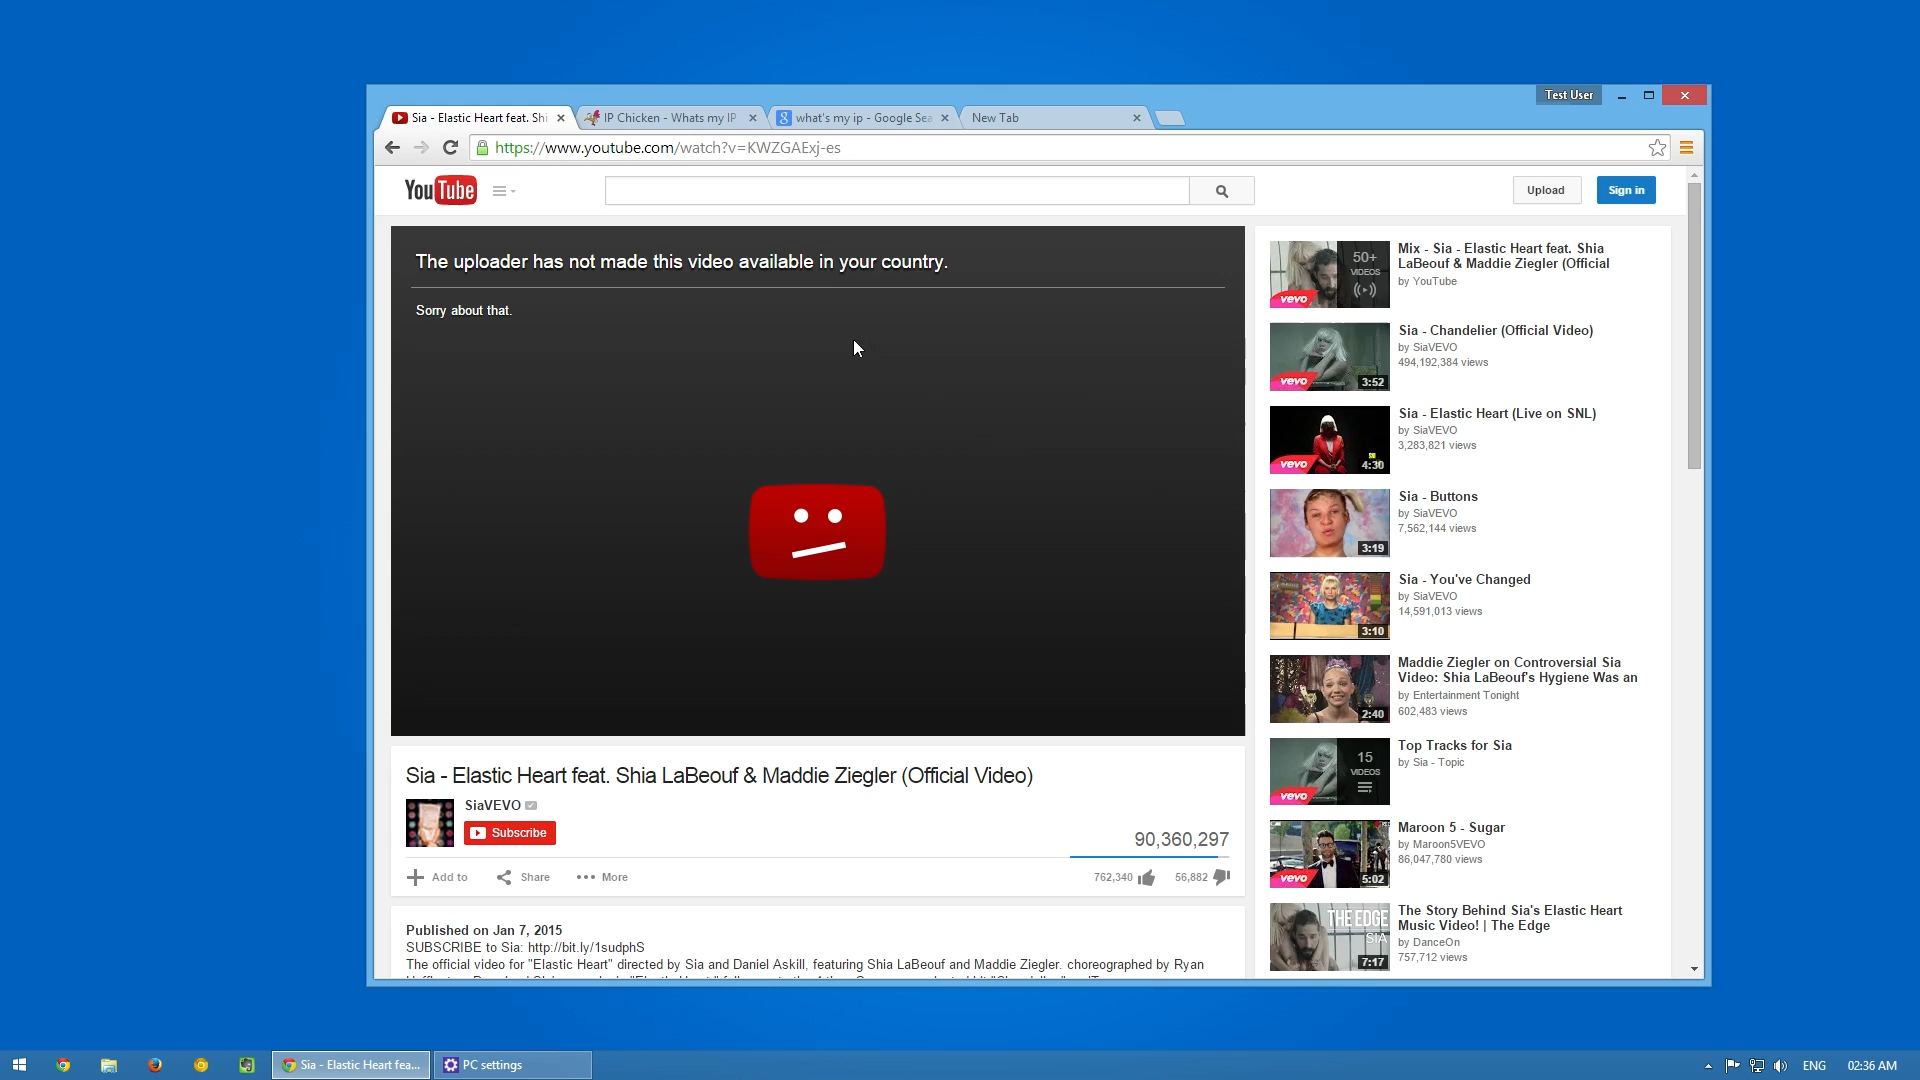 Test User
Sia - Elastic Heart feat. Shi
IP Chicken - Whats my IP
what's my ip - Google Sea
New Tab
https://www.youtube.com/watch?v=KWZGAExj-es
YouTube
Upload
Sign in
The uploader has not made this video available in your country.
Sorry about that.
Sia - Elastic Heart feat. Shia LaBeouf & Maddie Ziegler (Official Video)
SiaVEVO
Subscribe
90,360,297
Add to
Share
More
762,340
56,882
Published on Jan 7, 2015
SUBSCRIBE to Sia: http://bit.ly/1sudphS
The official video for "Elastic Heart" directed by Sia and Daniel Askill, featuring Shia LaBeouf and Maddie Ziegler. choreographed by Ryan
50+
VIDEOS
vevo
Mix - Sia - Elastic Heart feat. Shia
LaBeouf & Maddie Ziegler (Official
by YouTube
vevo
3:52
Sia - Chandelier (Official Video)
by SiaVEVO
494,192,384 views
vevo
4:30
Sia - Elastic Heart (Live on SNL)
by SiaVEVO
3,283,821 views
3:19
Sia - Buttons
by SiaVEVO
7,562,144 views
3:10
Sia - You've Changed
by SiaVEVO
14,591,013 views
2:40
Maddie Ziegler on Controversial Sia
Video: Shia LaBeouf's Hygiene Was an
by Entertainment Tonight
602,483 views
15
VIDEOS
vevo
Top Tracks for Sia
by Sia - Topic
vevo
5:02
Maroon 5 - Sugar
by Maroon5VEVO
86,047,780 views
THE EDGE
SIA
7:17
The Story Behind Sia's Elastic Heart
Music Video! | The Edge
by DanceOn
757,712 views
Sia - Elastic Heart fea...
PC settings
ENG
02:36 AM